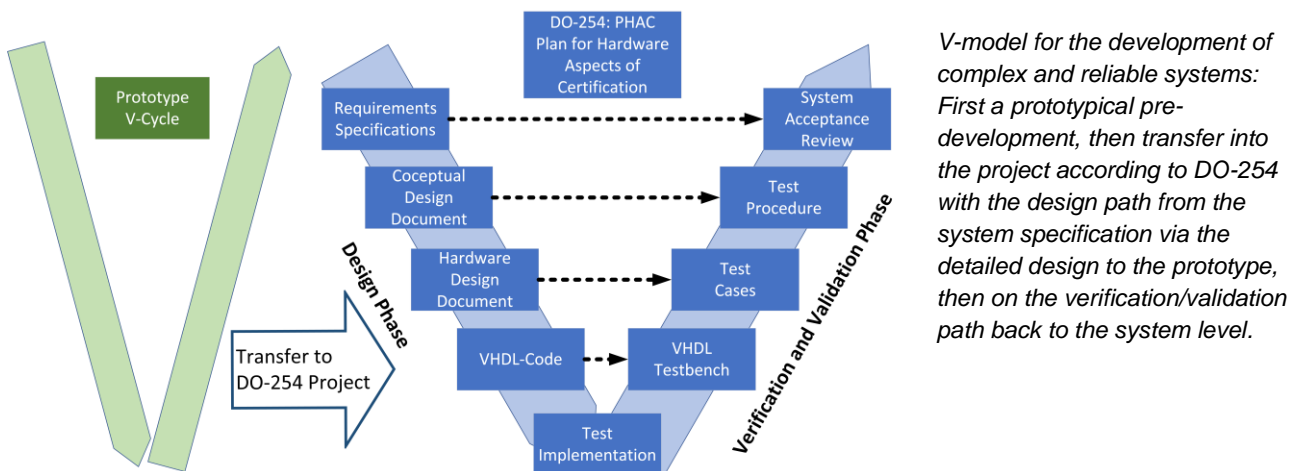 Prototype
V-Cycle
DO-254: PHAC
Plan for Hardware
Aspects of
Certification
Requirements
Specifications
System
Acceptance
Review
Coceptual
Design
Document
Test
Procedure
Hardware
Design
Document
Test
Cases
Design Phase
Verification and Validation Phase
Transfer to
DO-254 Project
VHDL-Code
VHDL
Testbench
Test
Implementation
V-model for the development of
complex and reliable systems:
First a prototypical pre-
development, then transfer into
the project according to DO-254
with the design path from the
system specification via the
detailed design to the prototype,
then on the verification/validation
path back to the system level.